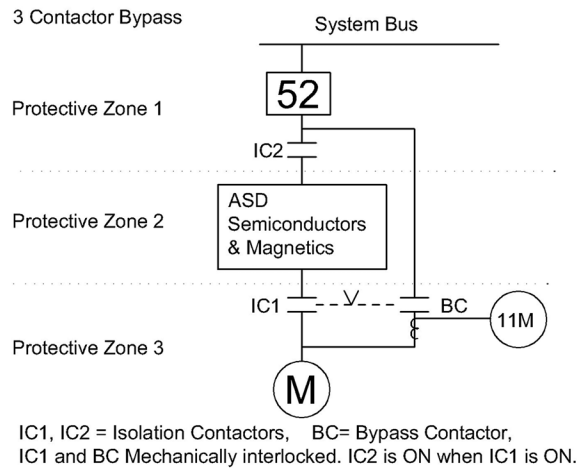 3 Contactor Bypass
System Bus
52
Protective Zone 1
IC2
ASD
Semiconductors
& Magnetics
Protective Zone 2
IC1
BC
11M
Protective Zone 3
M
IC1, IC2 = Isolation Contactors, BC= Bypass Contactor,
IC1 and BC Mechanically interlocked. IC2 is ON when IC1 is ON.